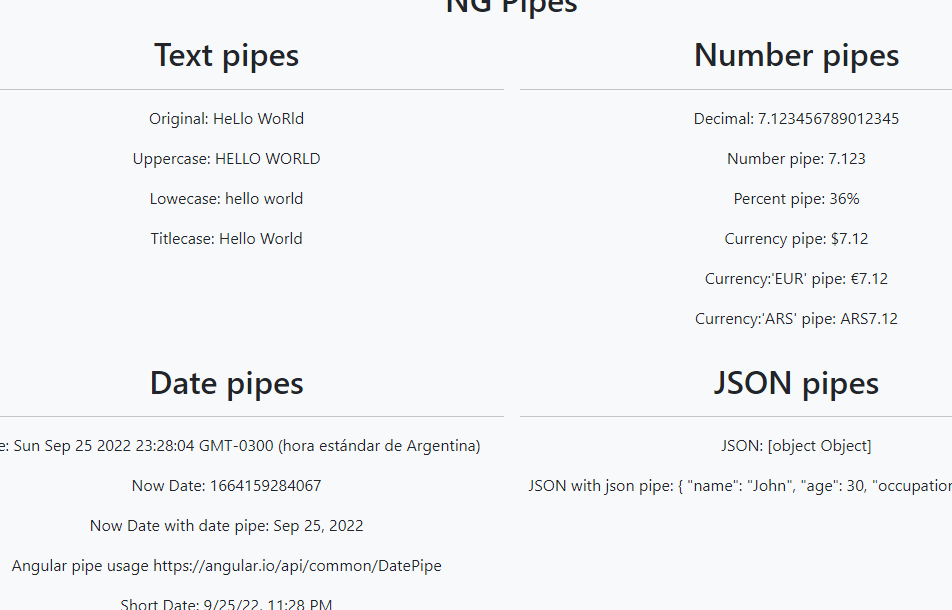 NG Pipes
Text pipes
Original: HeLlo WoRld
Uppercase: HELLO WORLD
Lowecase: hello world
Titlecase: Hello World
Number pipes
Decimal: 7.123456789012345
Number pipe: 7.123
Percent pipe: 36%
Currency pipe: $7.12
Currency:'EUR' pipe: €7.12
Currency:'ARS' pipe: ARS7.12
Date pipes
e: Sun Sep 25 2022 23:28:04 GMT-0300 (hora estándar de Argentina)
Now Date: 1664159284067
Now Date with date pipe: Sep 25, 2022
Angular pipe usage https://angular.io/api/common/DatePipe
Short Date: 9/25/22, 11:28 PM
JSON pipes
JSON: [object Object]
JSON with json pipe: { "name": "John", "age": 30, "occupation